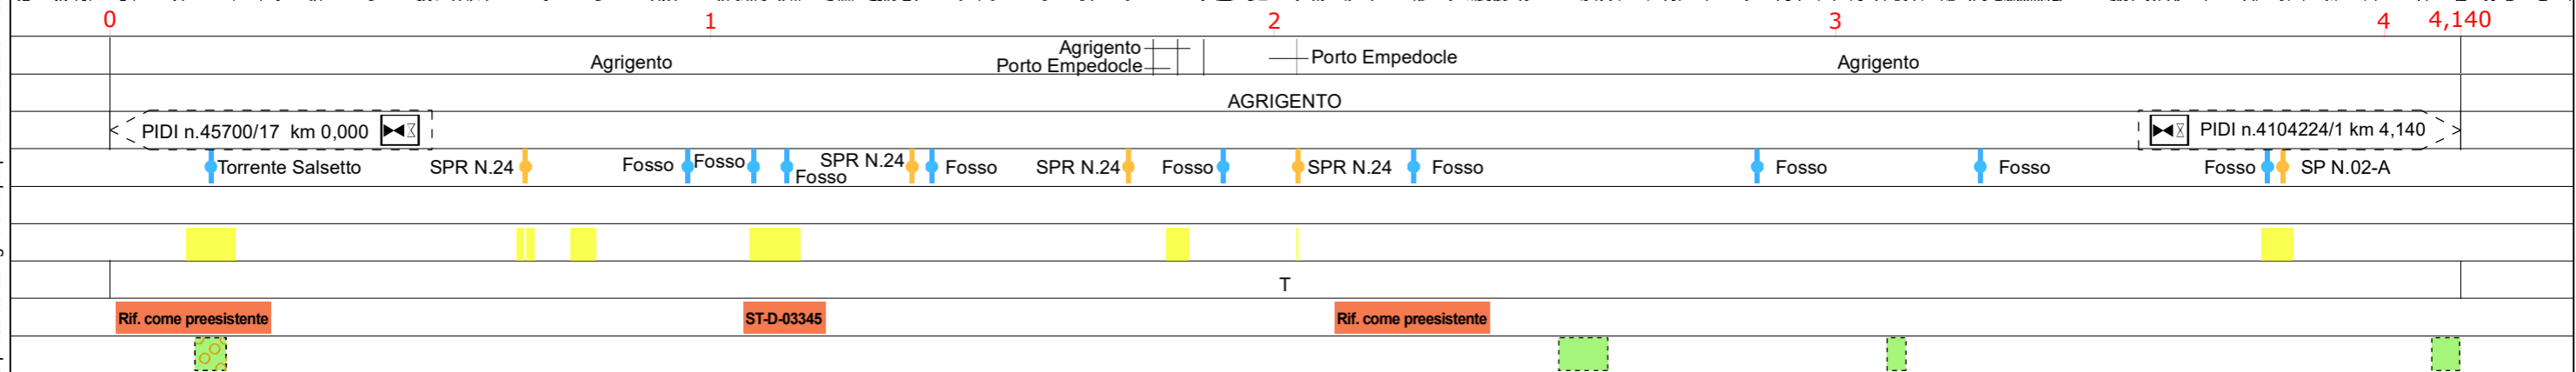 0 1 2 3 4 4,140
Agrigento
Agrigento
Porto Empedocle
Porto Empedocle
Agrigento
AGRIGENTO
PIDI n.45700/17 km 0,000
PIDI n.4104224/1 km 4,140
Torrente Salsetto
SPR N.24
Fosso
Fosso
Fosso
SPR N.24
Fosso
SPR N.24
Fosso
SPR N.24
Fosso
Fosso
Fosso
Fosso
SP N.02-A
T
Rif. come preesistente
ST-D-03345
Rif. come preesistente